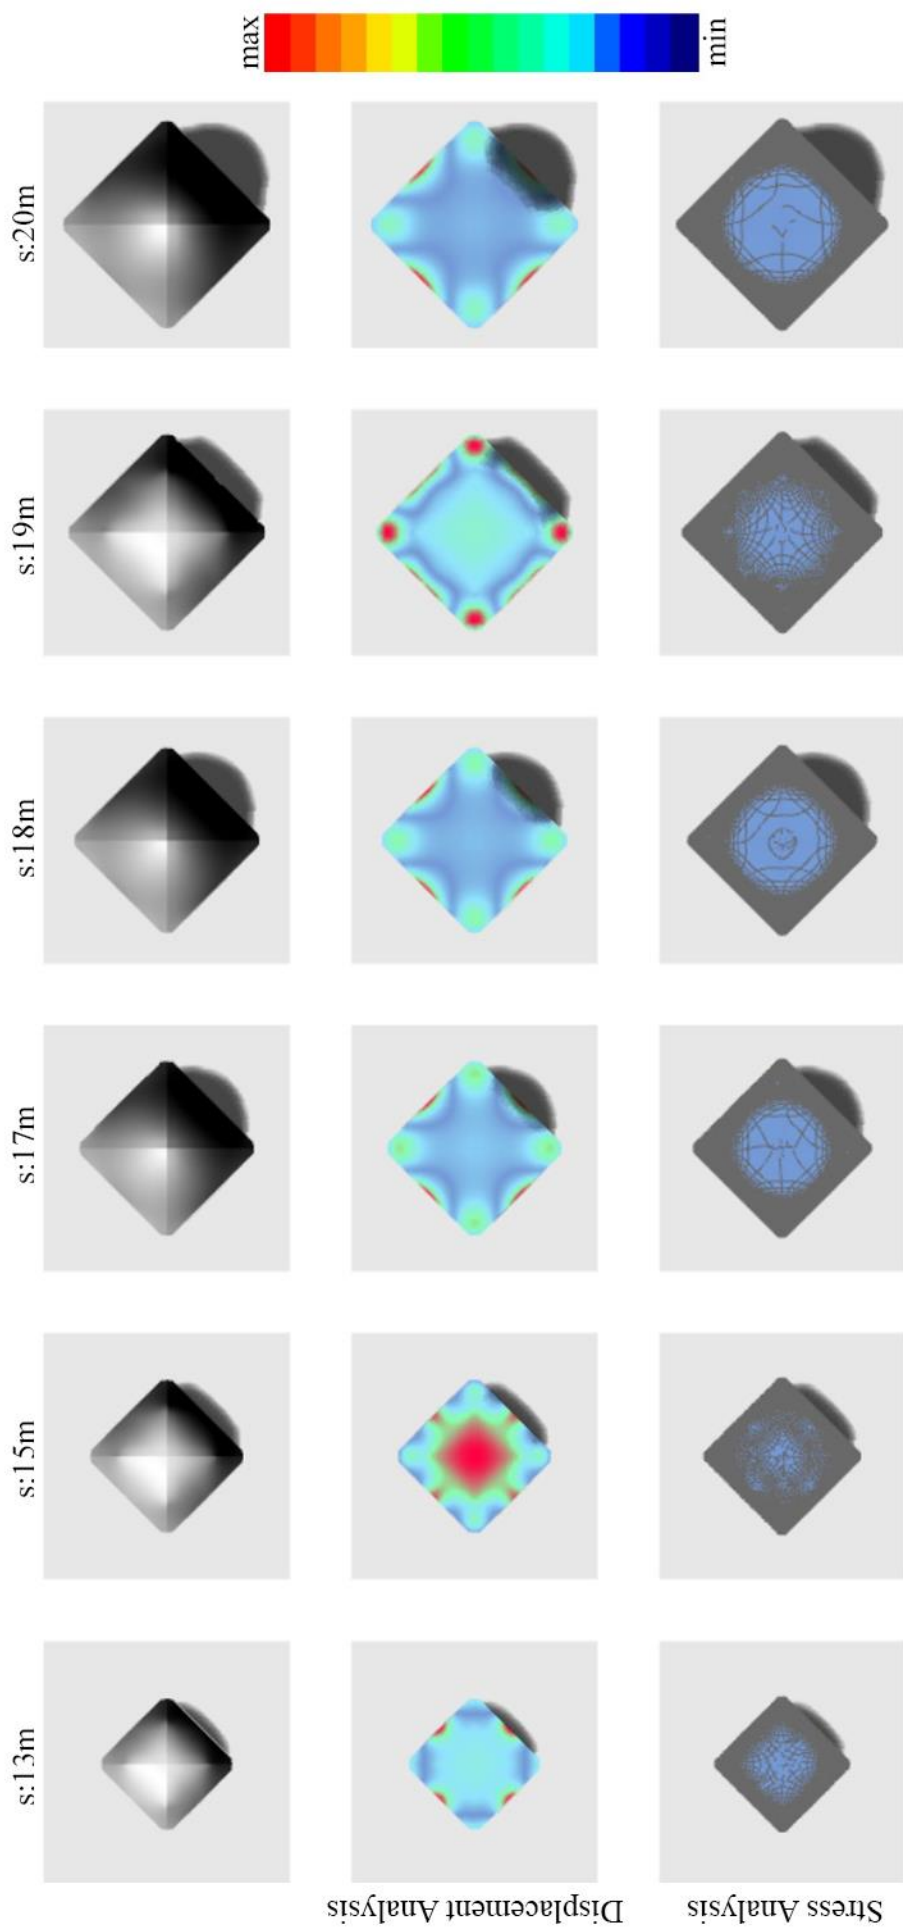 max
min
s:20m
s:19m
s:18m
s:17m
s:15m
s:13m
Displacement Analysis
Stress Analysis